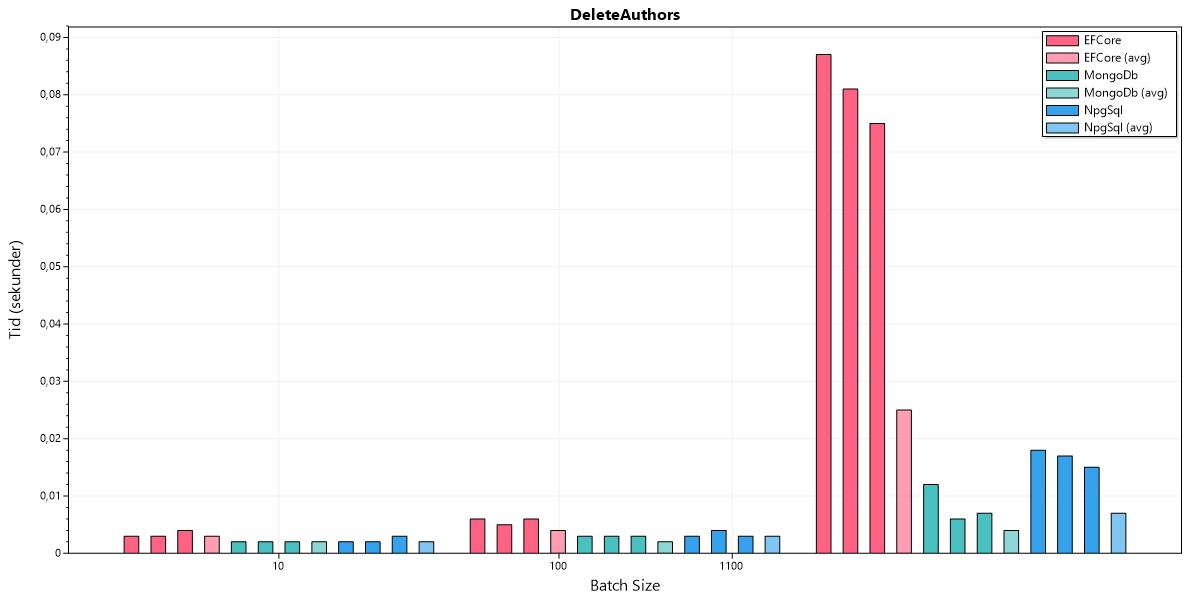 DeleteAuthors
0,09
0,08
0,07
0,06
0,05
0,04
0,03
0,02
0,01
0
Tid (sekunder)
EFCore
EFCore (avg)
MongoDb
MongoDb (avg)
NpgSql
NpgSql (avg)
10
100
1100
Batch Size